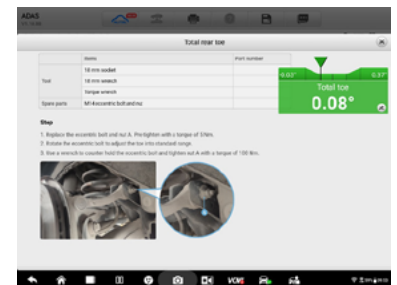 ADAS
Total rear toe
Items
Part number
Tool
18 mm socket
18 mm wrench
Torque wrench
Spare parts
M14 eccentric bolt and nut
0.03°
0.37°
Total toe
0.08°
Step
1. Replace the eccentric bolt and nut A. Pre-tighten with a torque of 5 Nm.
2. Rotate the eccentric bolt to adjust the toe into standard range.
3. Use a wrench to counter hold the eccentric bolt and tighten nut A with a torque of 100 Nm.
VCMI